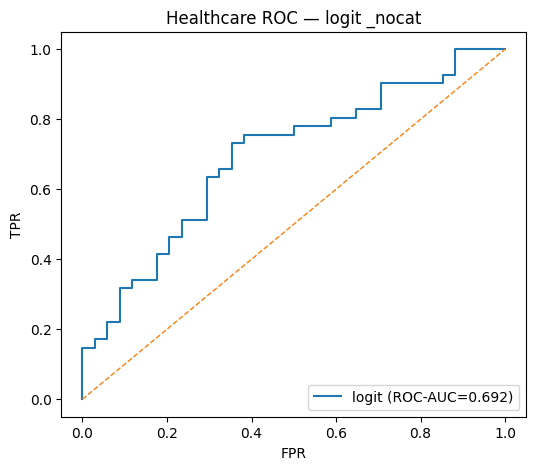 Healthcare ROC — logit _nocat
1.0
0.8
0.6
0.4
0.2
0.0
TPR
logit (ROC-AUC=0.692)
0.0 0.2 0.4 0.6 0.8 1.0
FPR